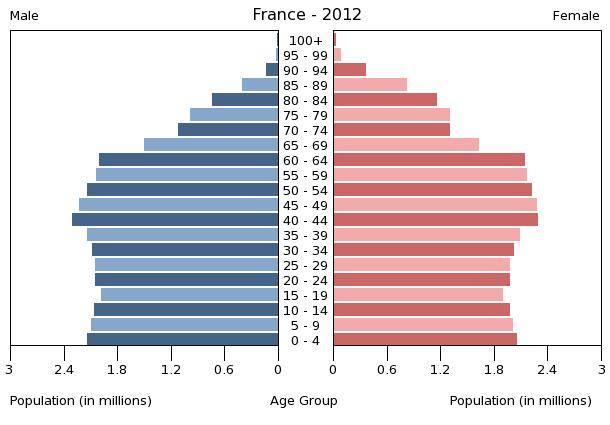 Male France - 2012 Female
100+
95 - 99
90 - 94
85 - 89
80 - 84
75 - 79
70 - 74
65 - 69
60 - 64
55 - 59
50 - 54
45 - 49
40 - 44
35 - 39
30 - 34
25 - 29
20 - 24
15 - 19
10 - 14
5 - 9
0 - 4
3 2.4 1.8 1.2 0.6 0 0 0.6 1.2 1.8 2.4 3
Population (in millions) Age Group Population (in millions)